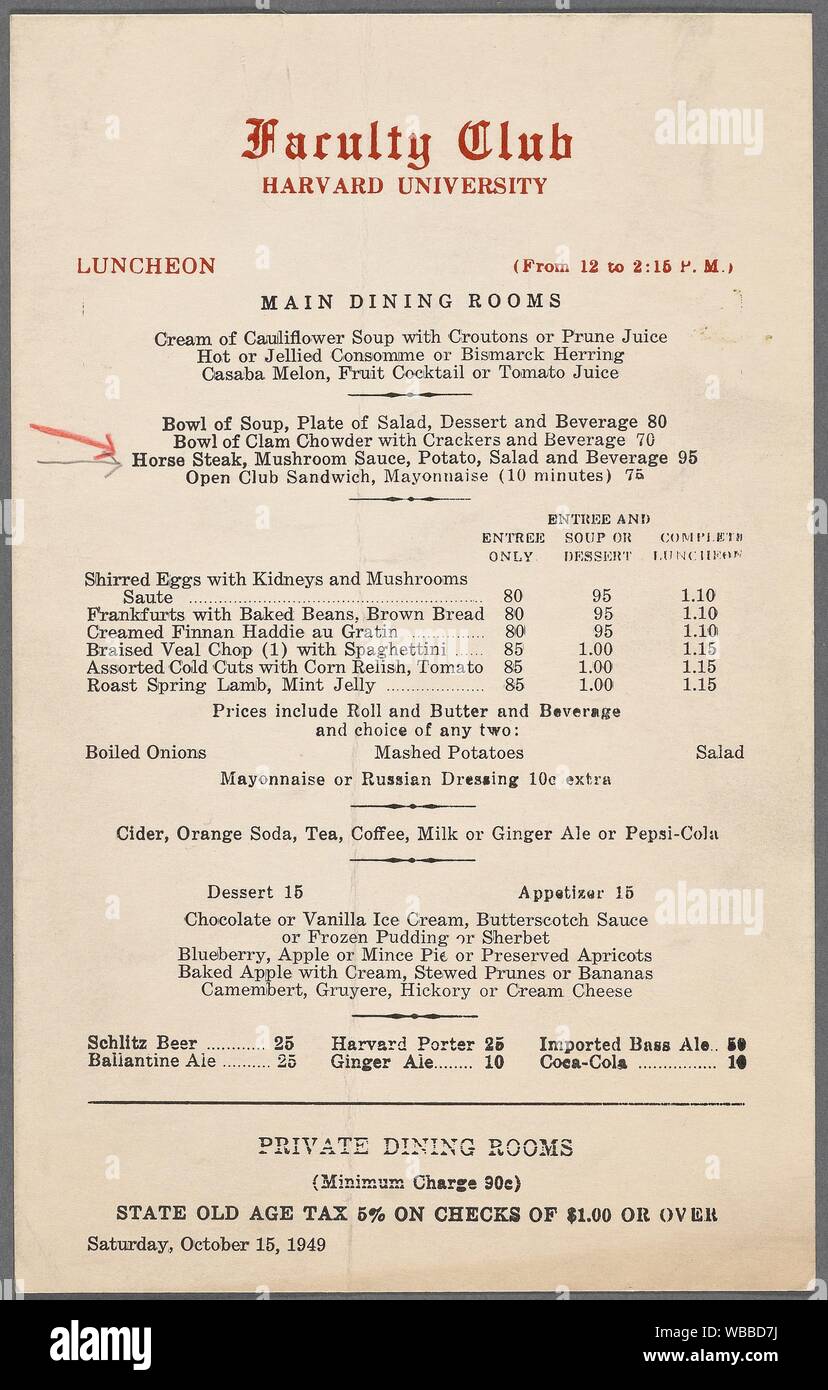 Faculty Club
HARVARD UNIVERSITY
LUNCHEON (From 12 to 2:15 P. M.)
MAIN DINING ROOMS
Cream of Cauliflower Soup with Croutons or Prune Juice
Hot or Jellied Consomme or Bismarck Herring
Casaba Melon, Fruit Cocktail or Tomato Juice
Bowl of Soup, Plate of Salad, Dessert and Beverage 80
Bowl of Clam Chowder with Crackers and Beverage 70
Horse Steak, Mushroom Sauce, Potato, Salad and Beverage 95
Open Club Sandwich, Mayonnaise (10 minutes) 75
ENTREE AND
ENTREE SOUP OR COMPLETE
ONLY DESSERT LUNCHEON
Shirred Eggs with Kidneys and Mushrooms
Saute ........ 80 95 1.10
Frankfurts with Baked Beans, Brown Bread 80 95 1.10
Creamed Finnan Haddie au Gratin ........ 80 95 1.10
Braised Veal Chop (1) with Spaghettini ..... 85 1.00 1.15
Assorted Cold Cuts with Corn Relish, Tomato 85 1.00 1.15
Roast Spring Lamb, Mint Jelly ........ 85 1.00 1.15
Prices include Roll and Butter and Beverage
and choice of any two:
Boiled Onions Mashed Potatoes Salad
Mayonnaise or Russian Dressing 10c extra
Cider, Orange Soda, Tea, Coffee, Milk or Ginger Ale or Pepsi-Cola
Dessert 15 Appetizer 15
Chocolate or Vanilla Ice Cream, Butterscotch Sauce
or Frozen Pudding or Sherbet
Blueberry, Apple or Mince Pie or Preserved Apricots
Baked Apple with Cream, Stewed Prunes or Bananas
Camembert, Gruyere, Hickory or Cream Cheese
Schlitz Beer ............ 25 Harvard Porter 25 Imported Bass Ale.. 50
Ballantine Ale .......... 25 Ginger Ale........ 10 Coca-Cola ................ 10
PRIVATE DINING ROOMS
(Minimum Charge 90c)
STATE OLD AGE TAX 5% ON CHECKS OF $1.00 OR OVER
Saturday, October 15, 1949
alamy
alamy
a
alamy
Image ID: WBBD7J
www.alamy.com